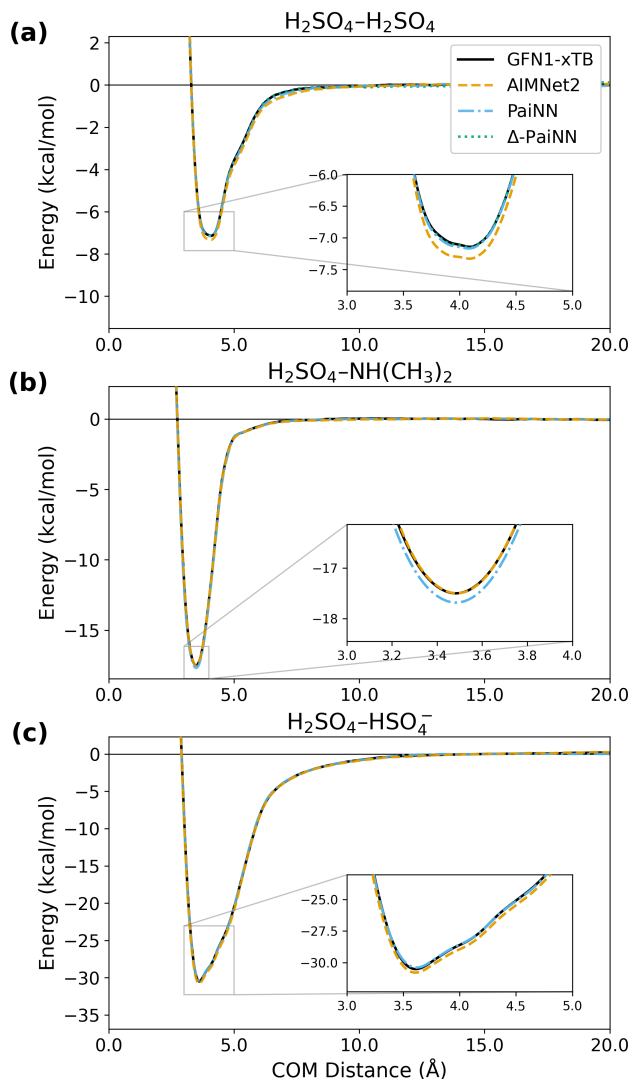 (a)
H₂SO₄–H₂SO₄
Energy (kcal/mol)
2
0
−2
−4
−6
−8
−10
GFN1-xTB
AIMNet2
PaiNN
Δ-PaiNN
−6.0
−6.5
−7.0
−7.5
3.0 3.5 4.0 4.5 5.0
0.0 5.0 10.0 15.0 20.0
(b)
H₂SO₄–NH(CH₃)₂
Energy (kcal/mol)
0
−5
−10
−15
−17
−18
3.0 3.2 3.4 3.6 3.8 4.0
0.0 5.0 10.0 15.0 20.0
(c)
H₂SO₄–HSO₄⁻
Energy (kcal/mol)
0
−5
−10
−15
−20
−25
−30
−35
−25.0
−27.5
−30.0
3.0 3.5 4.0 4.5 5.0
0.0 5.0 10.0 15.0 20.0
COM Distance (Å)